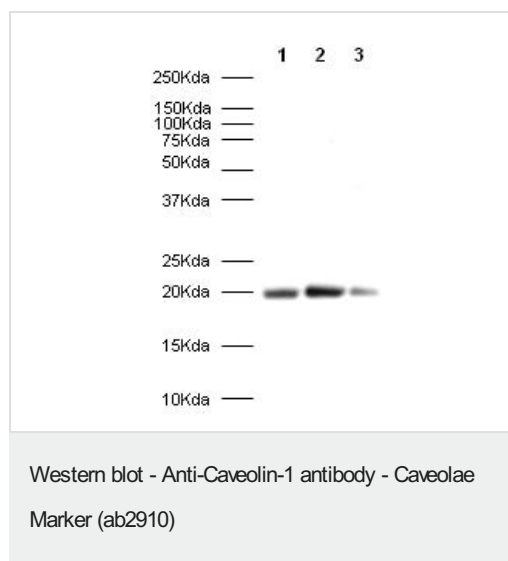 1 2 3
250Kda
150Kda
100Kda
75Kda
50Kda
37Kda
25Kda
20Kda
15Kda
10Kda
Western blot - Anti-Caveolin-1 antibody - Caveolae
Marker (ab2910)